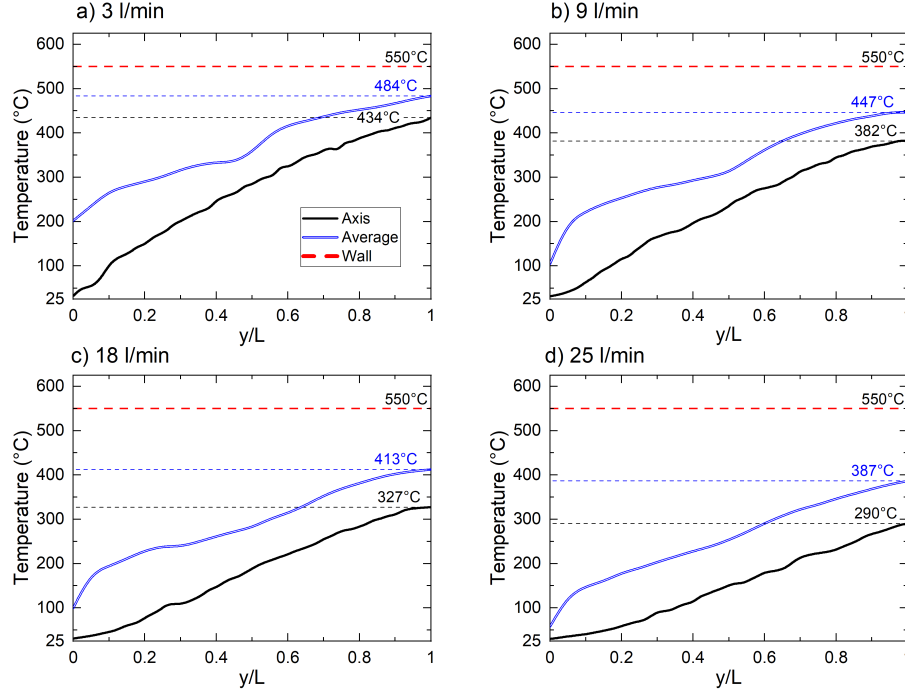 a) 3 l/min
b) 9 l/min
600
500
400
300
200
100
25
Temperature (°C)
550°C
484°C
434°C
Axis
Average
Wall
0
0.2
0.4
0.6
0.8
1
y/L
600
500
400
300
200
100
25
Temperature (°C)
550°C
447°C
382°C
0
0.2
0.4
0.6
0.8
1
y/L
c) 18 l/min
d) 25 l/min
600
500
400
300
200
100
25
Temperature (°C)
550°C
413°C
327°C
0
0.2
0.4
0.6
0.8
1
y/L
600
500
400
300
200
100
25
Temperature (°C)
550°C
387°C
290°C
0
0.2
0.4
0.6
0.8
1
y/L